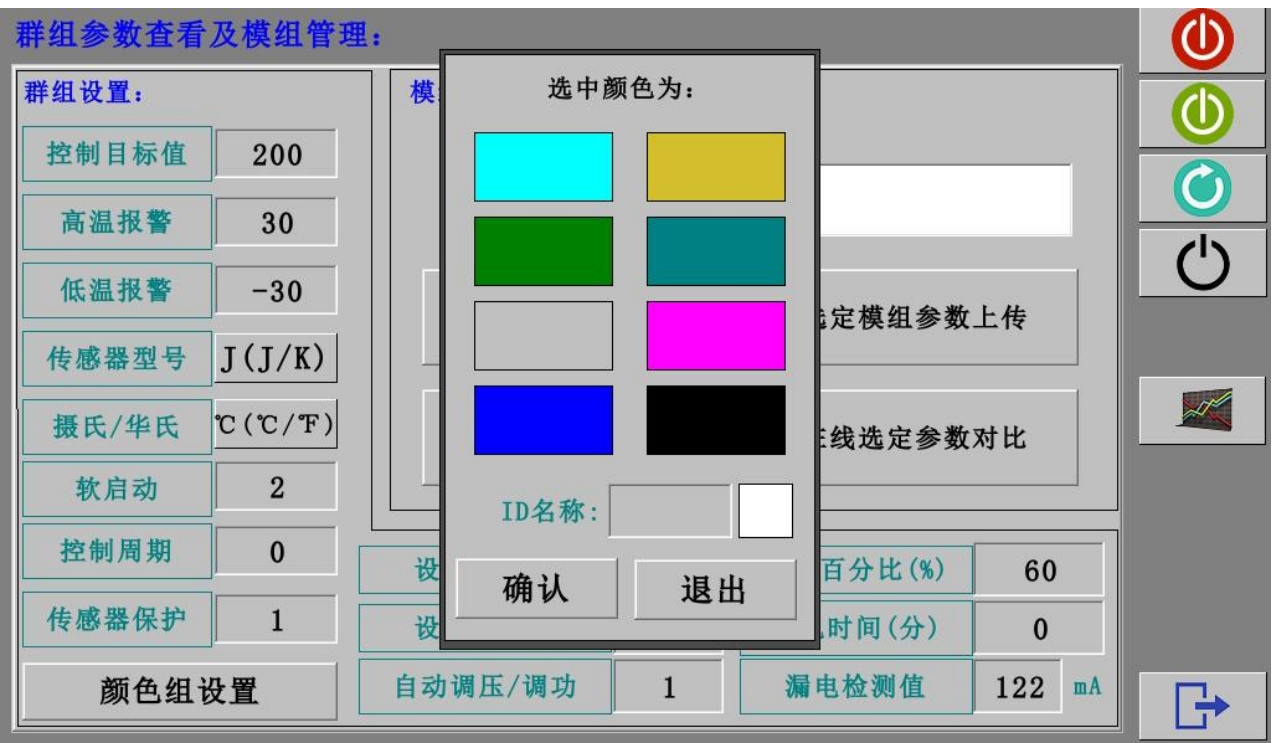 群组参数查看及模组管理：
群组设置：
控制目标值 200
高温报警 30
低温报警 -30
传感器型号 J(J/K)
摄氏/华氏 ℃(℃/℉)
软启动 2
控制周期 0
传感器保护 1
颜色组设置
模
选中颜色为：
ID名称：
确认 退出
选定模组参数上传
在线选定参数对比
设
百分比(%) 60
设
时间(分) 0
自动调压/调功 1
漏电检测值 122 mA